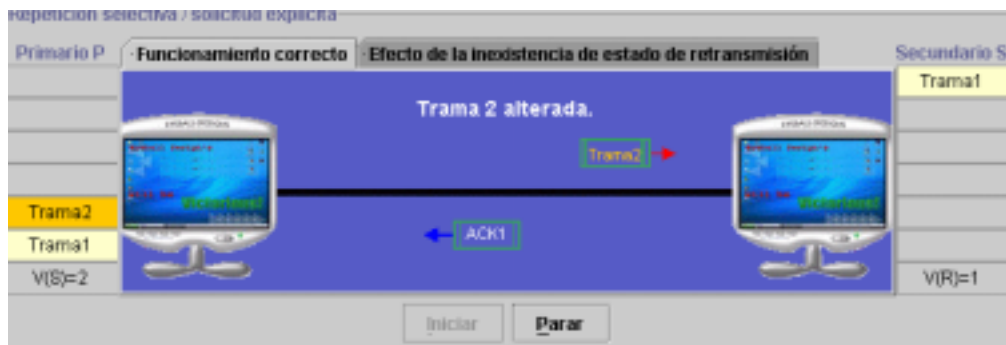 Repetición selectiva / solicitud explícita
Primario P
· Funcionamiento correcto
· Efecto de la inexistencia de estado de retransmisión
Secundario S
Trama1
Trama 2 alterada.
Trama2
Trama2
Trama1
ACK1
V(S)=2
V(R)=1
Iniciar
Parar